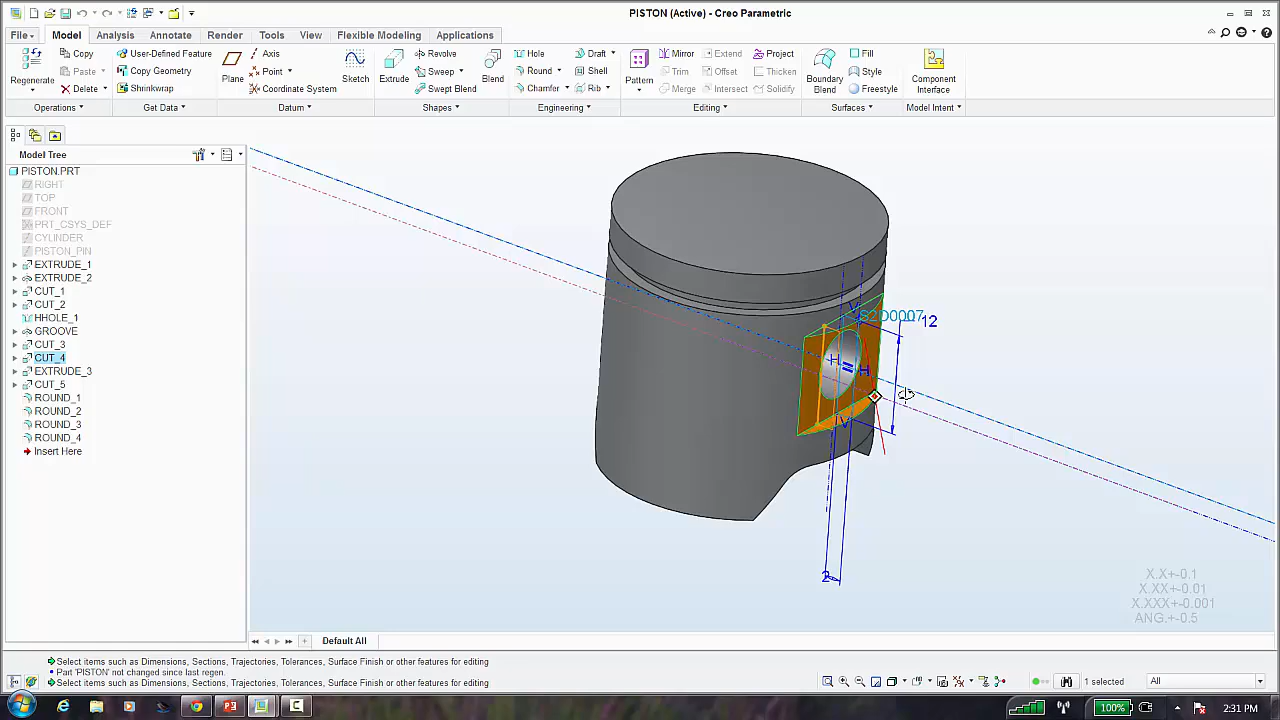 PISTON (Active) - Creo Parametric
File Model Analysis Annotate Render Tools View Flexible Modeling Applications
Regenerate
Copy
Paste
Delete
Operations
User-Defined Feature
Copy Geometry
Shrinkwrap
Get Data
Plane
Axis
Point
Coordinate System
Sketch
Datum
Extrude
Revolve
Sweep
Swept Blend
Blend
Shapes
Hole
Round
Chamfer
Draft
Shell
Rib
Engineering
Pattern
Mirror
Trim
Merge
Extend
Offset
Intersect
Project
Thicken
Solidify
Editing
Boundary
Blend
Fill
Style
Freestyle
Surfaces
Component
Interface
Model Intent
Model Tree
PISTON.PRT
RIGHT
TOP
FRONT
PRT_CSYS_DEF
CYLINDER
PISTON_PIN
EXTRUDE_1
EXTRUDE_2
CUT_1
CUT_2
HHOLE_1
GROOVE
CUT_3
CUT_4
EXTRUDE_3
CUT_5
ROUND_1
ROUND_2
ROUND_3
ROUND_4
Insert Here
V
S2D0007
12
H
H
V
2
X.X+-0.1
X.XX+-0.01
X.XXX+-0.001
ANG.+-0.5
Default All
Select items such as Dimensions, Sections, Trajectories, Tolerances, Surface Finish or other features for editing
Part 'PISTON' not changed since last regen.
Select items such as Dimensions, Sections, Trajectories, Tolerances, Surface Finish or other features for editing
1 selected
All
100%
2:31 PM